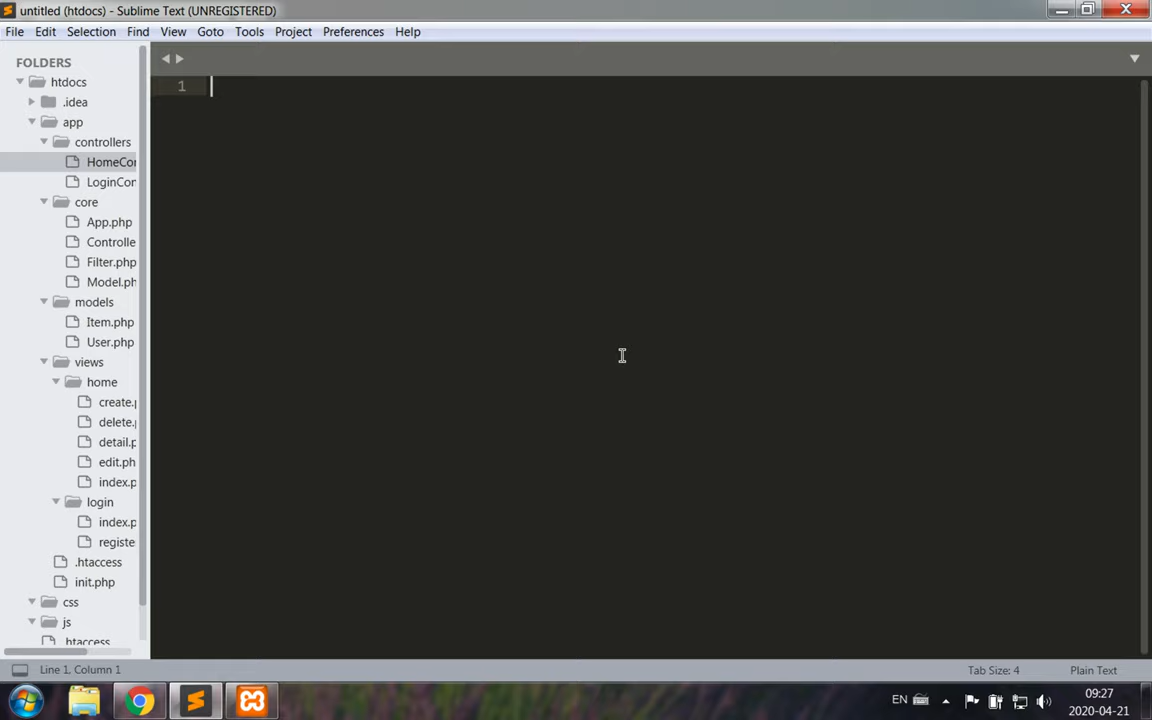 untitled (htdocs) - Sublime Text (UNREGISTERED)
File Edit Selection Find View Goto Tools Project Preferences Help
FOLDERS
htdocs
.idea
app
controllers
HomeCon
LoginCon
core
App.php
Controlle
Filter.php
Model.ph
models
Item.php
User.php
views
home
create.p
delete.p
detail.p
edit.ph
index.p
login
index.p
registe
.htaccess
init.php
css
js
.htaccess
1
Line 1, Column 1
Tab Size: 4
Plain Text
EN
09:27
2020-04-21